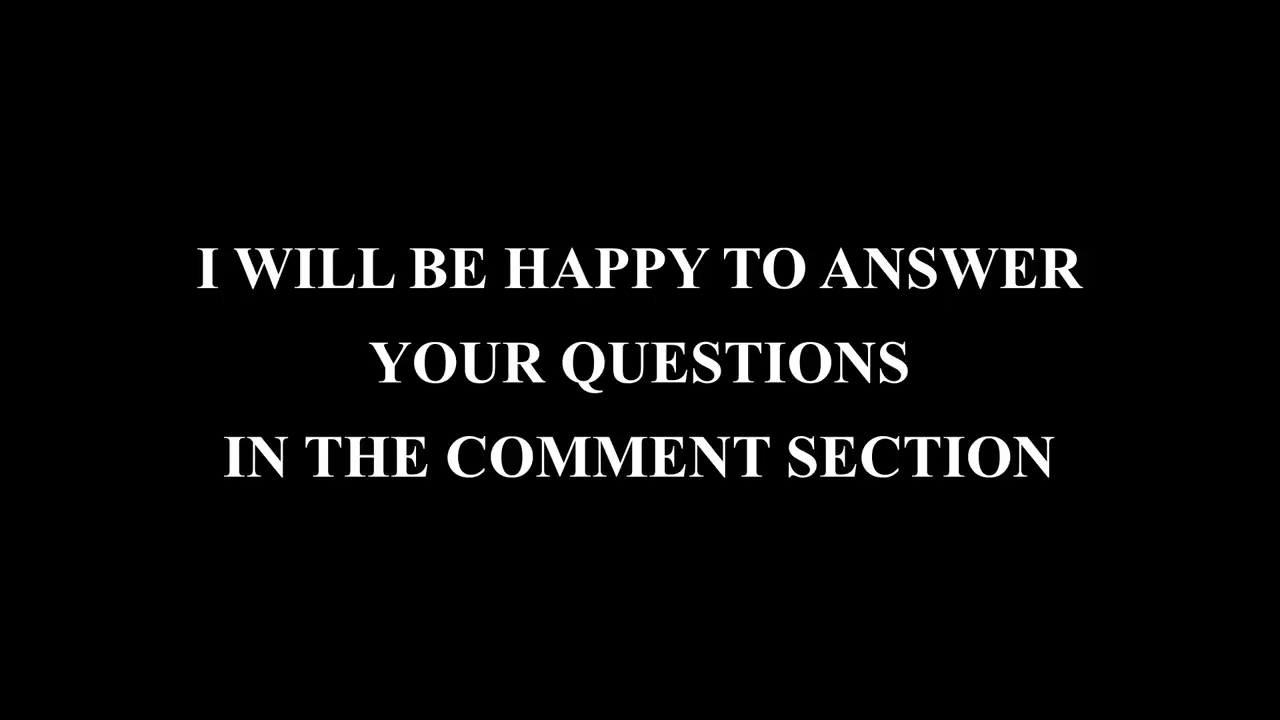 I WILL BE HAPPY TO ANSWER
YOUR QUESTIONS
IN THE COMMENT SECTION